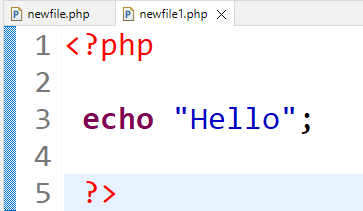 newfile.php newfile1.php
1 <?php
2
3 echo "Hello";
4
5 ?>